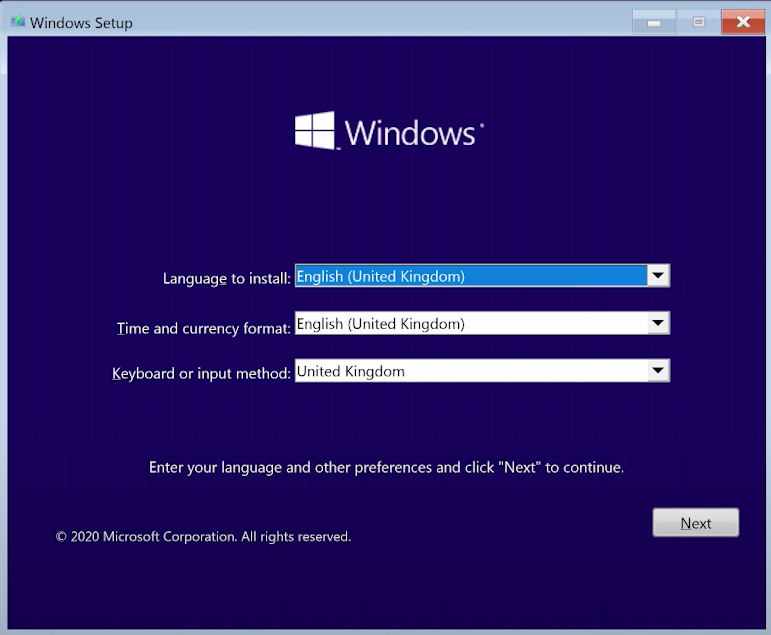 Windows Setup
Windows
Language to install: English (United Kingdom)
Time and currency format: English (United Kingdom)
Keyboard or input method: United Kingdom
Enter your language and other preferences and click "Next" to continue.
Next
© 2020 Microsoft Corporation. All rights reserved.